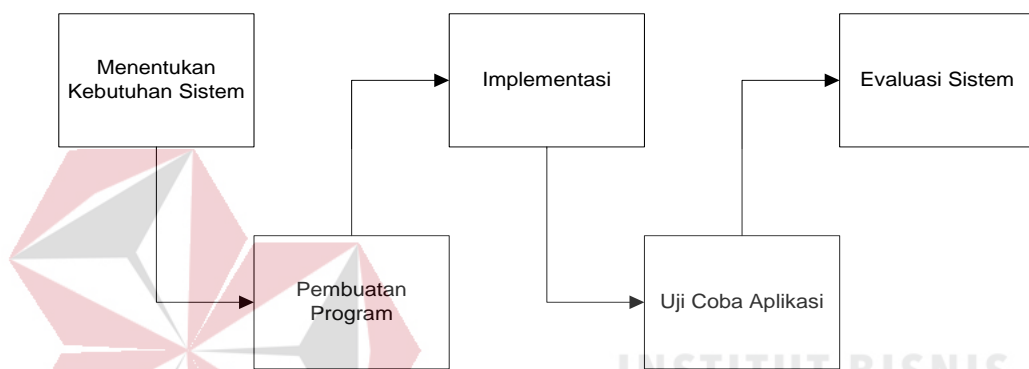 Menentukan
Kebutuhan Sistem
Pembuatan
Program
Implementasi
Uji Coba Aplikasi
Evaluasi Sistem
INSTITUT BISNIS